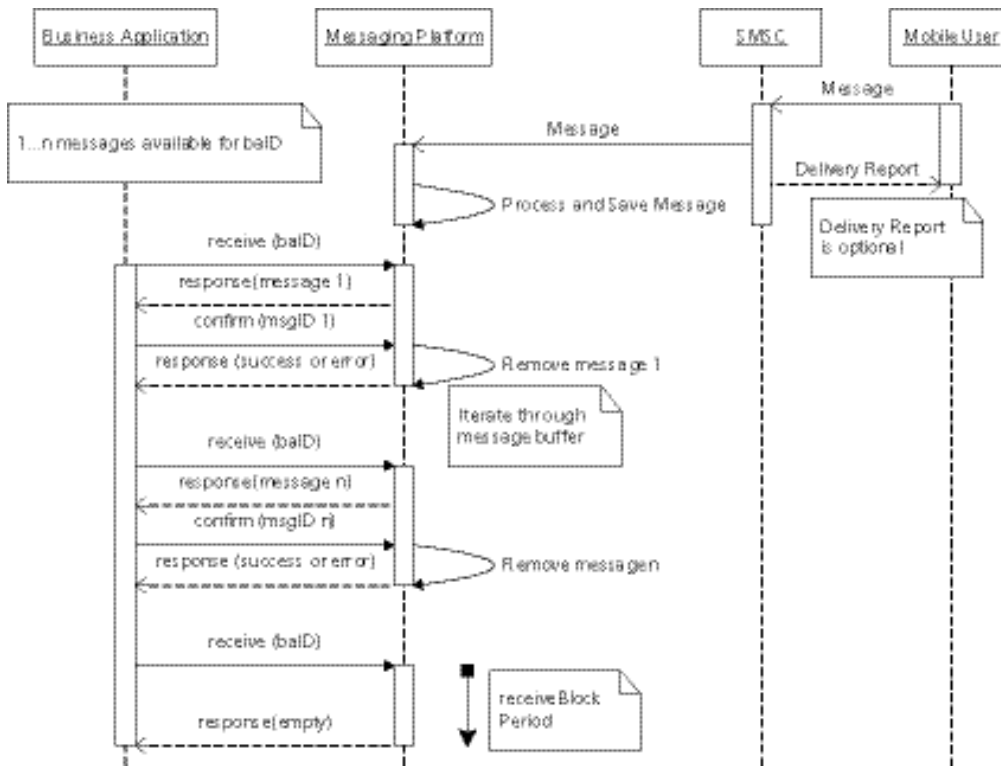 Business Application
Messaging Platform
SMSC
Mobile User
Message
1...n messages available for baID
Message
Delivery Report
Process and Save Message
Delivery Report
is optional
receive (baID)
response(message 1)
confirm (msgID 1)
response (success or error)
Remove message 1
Iterate through
message buffer
receive (baID)
response(message n)
confirm (msgID n)
response (success or error)
Remove messagen
receive (baID)
receiveBlock
Period
response(empty)